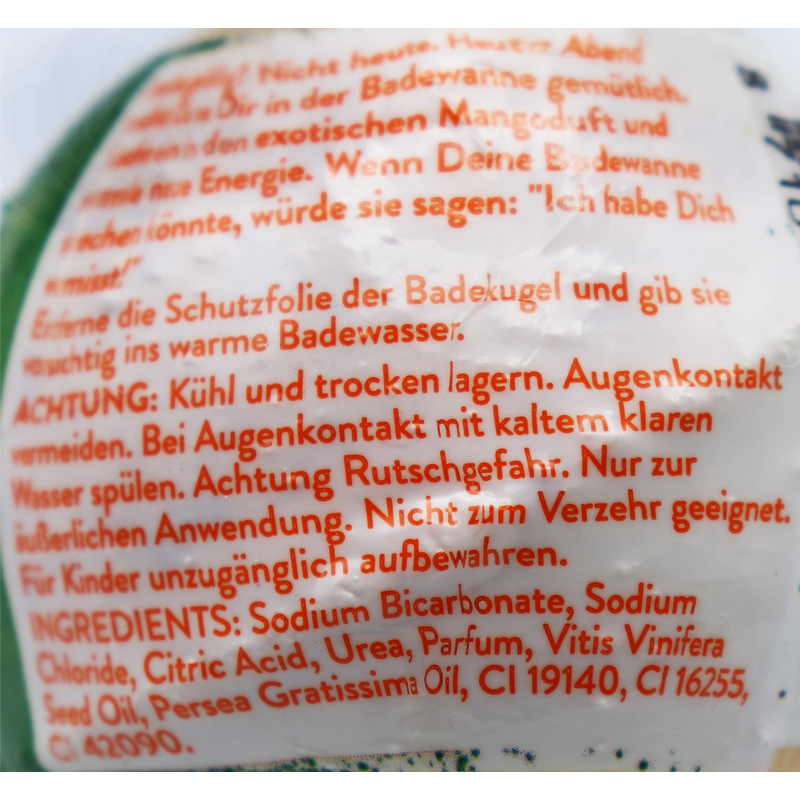 Nicht heute. Heuter Abend
Dir in der Badewanne gemütlich.
den exotischen Mangoduft und
neue Energie. Wenn Deine Badewanne
könnte, würde sie sagen: "Ich habe Dich
vermisst!"
Entferne die Schutzfolie der Badekugel und gib sie
vorsichtig ins warme Badewasser.
ACHTUNG: Kühl und trocken lagern. Augenkontakt
vermeiden. Bei Augenkontakt mit kaltem klaren
Wasser spülen. Achtung Rutschgefahr. Nur zur
äußerlichen Anwendung. Nicht zum Verzehr geeignet.
Für Kinder unzugänglich aufbewahren.
INGREDIENTS: Sodium Bicarbonate, Sodium
Chloride, Citric Acid, Urea, Parfum, Vitis Vinifera
Seed Oil, Persea Gratissima Oil, CI 19140, CI 16255,
CI 42090.